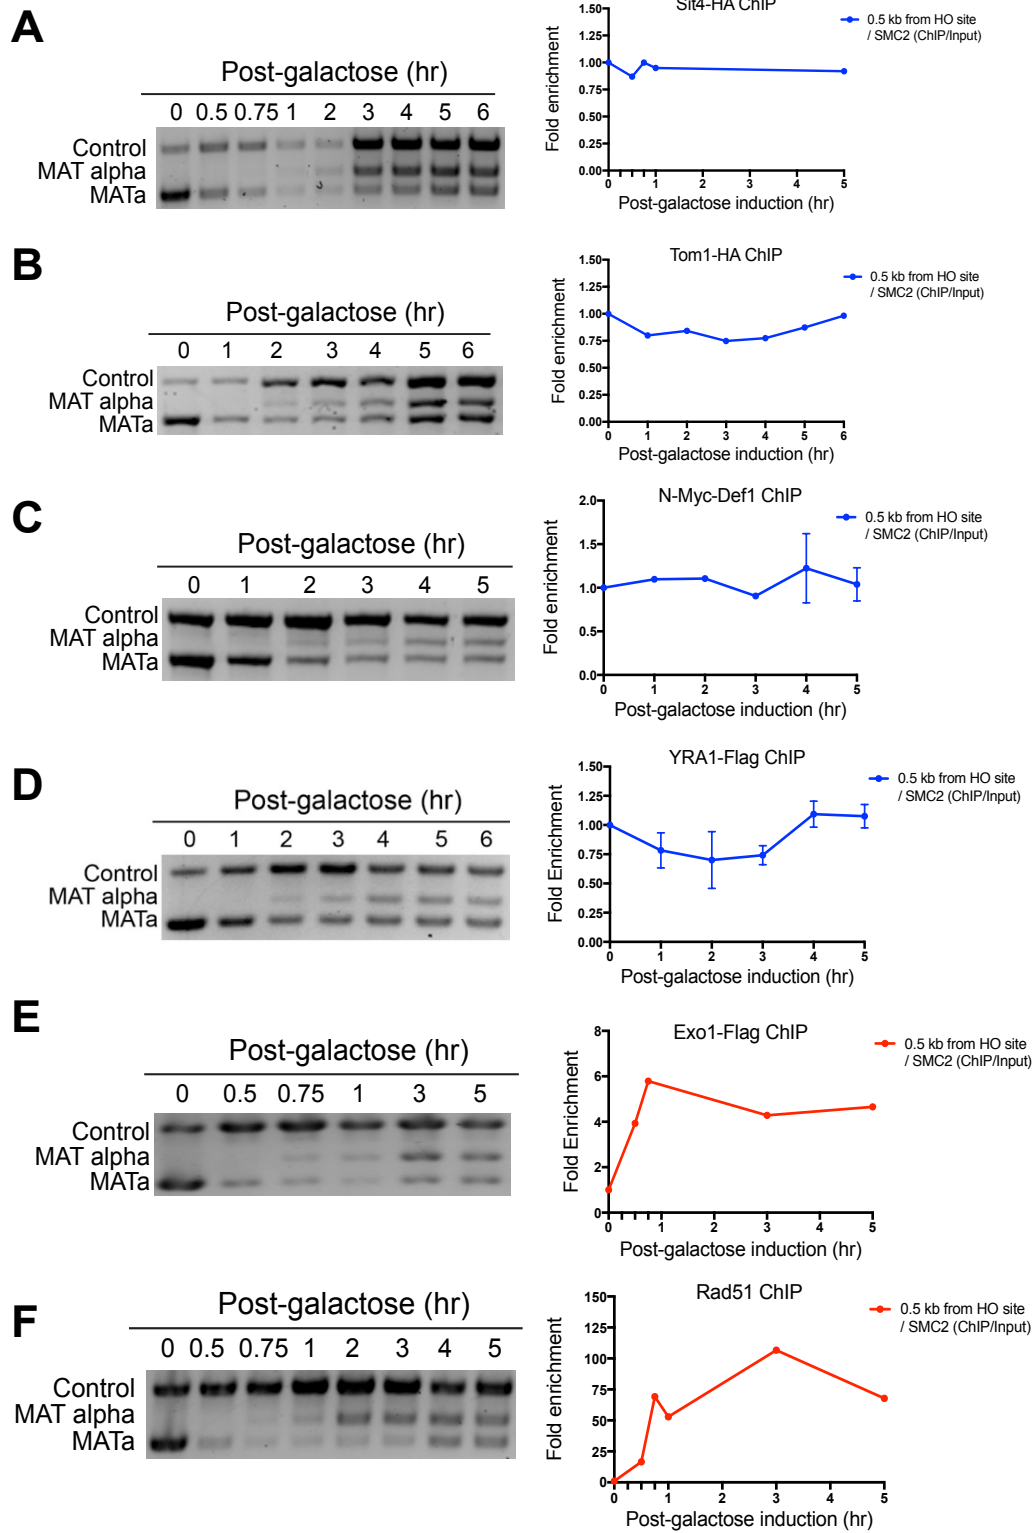 A
Post-galactose (hr)
0 0.5 0.75 1 2 3 4 5 6
Control
MAT alpha
MATa
Sit4-HA ChIP
0.5 kb from HO site
/ SMC2 (ChIP/Input)
Fold enrichment
1.50
1.25
1.00
0.75
0.50
0.25
0.00
0 1 2 3 4 5
Post-galactose induction (hr)
B
Post-galactose (hr)
0 1 2 3 4 5 6
Control
MAT alpha
MATa
Tom1-HA ChIP
0.5 kb from HO site
/ SMC2 (ChIP/Input)
Fold enrichment
1.50
1.25
1.00
0.75
0.50
0.25
0.00
0 1 2 3 4 5 6
Post-galactose induction (hr)
C
Post-galactose (hr)
0 1 2 3 4 5
Control
MAT alpha
MATa
N-Myc-Def1 ChIP
0.5 kb from HO site
/ SMC2 (ChIP/Input)
Fold enrichment
2.0
1.5
1.0
0.5
0.0
0 1 2 3 4 5
Post-galactose induction (hr)
D
Post-galactose (hr)
0 1 2 3 4 5 6
Control
MAT alpha
MATa
YRA1-Flag ChIP
0.5 kb from HO site
/ SMC2 (ChIP/Input)
Fold Enrichment
1.50
1.25
1.00
0.75
0.50
0.25
0.00
0 1 2 3 4 5
Post-galactose induction (hr)
E
Post-galactose (hr)
0 0.5 0.75 1 3 5
Control
MAT alpha
MATa
Exo1-Flag ChIP
0.5 kb from HO site
/ SMC2 (ChIP/Input)
Fold Enrichment
8
6
4
2
0
0 1 2 3 4 5
Post-galactose induction (hr)
F
Post-galactose (hr)
0 0.5 0.75 1 2 3 4 5
Control
MAT alpha
MATa
Rad51 ChIP
0.5 kb from HO site
/ SMC2 (ChIP/Input)
Fold enrichment
150
125
100
75
50
25
0
0 1 2 3 4 5
Post-galactose induction (hr)